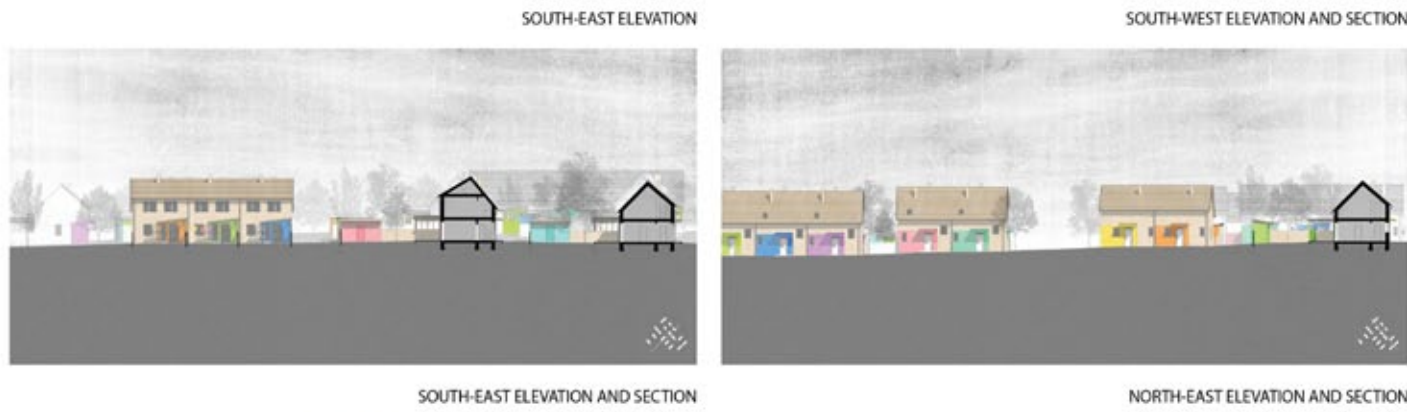 SOUTH-EAST ELEVATION
SOUTH-WEST ELEVATION AND SECTION
SOUTH-EAST ELEVATION AND SECTION
NORTH-EAST ELEVATION AND SECTION